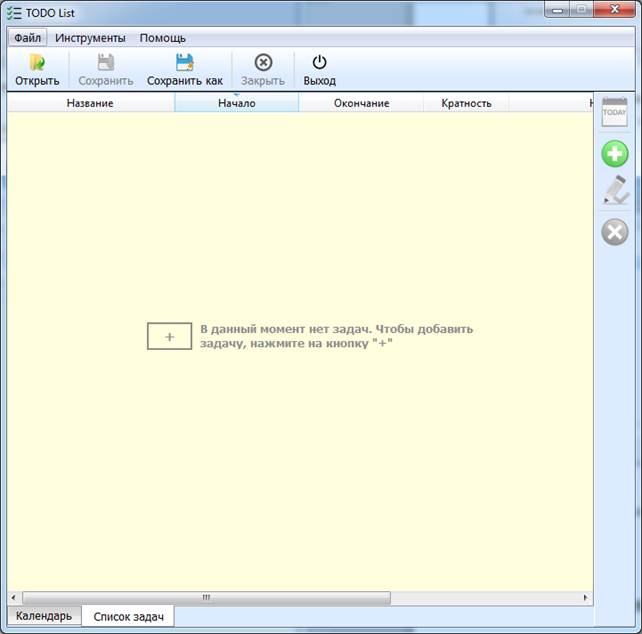 TODO List
Файл Инструменты Помощь
Открыть Сохранить Сохранить как Закрыть Выход
Название Начало Окончание Кратность
TODAY
+ В данный момент нет задач. Чтобы добавить
задачу, нажмите на кнопку "+"
Календарь Список задач